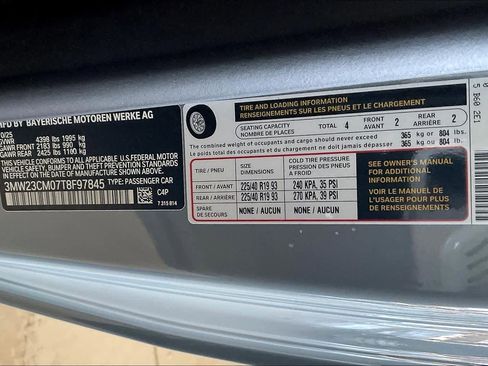 MFD BY BAYERISCHE MOTOREN WERKE AG
0/25
GVWR 4398 lbs 1995 kg
GAWR FRONT 2183 lbs 990 kg
GAWR REAR 2425 lbs 1100 kg
THIS VEHICLE CONFORMS TO ALL APPLICABLE U.S. FEDERAL MOTOR
VEHICLE SAFETY, BUMPER AND THEFT PREVENTION STANDARDS
IN EFFECT ON THE DATE OF MANUFACTURE SHOWN ABOVE.
3MW23CM07T8F97845 TYPE: PASSENGER CAR
C4P
7 315 814
TIRE AND LOADING INFORMATION
RENSEIGNEMENTS SUR LES PNEUS ET LE CHARGEMENT
SEATING CAPACITY
NOMBRE DE PLACES
TOTAL 4
FRONT
AVANT 2
REAR
ARRIÈRE 2
The combined weight of occupants and cargo should never exceed 365 kg or 804 lbs.
Le poids total des occupants et du chargement ne doit jamais dépasser 365 kg ou 804 lb.
TIRE / PNEU
SIZE
DIMENSIONS
COLD TIRE PRESSURE
PRESSION DES PNEUS
A FROID
FRONT / AVANT 225/40 R19 93 240 KPA, 35 PSI
REAR / ARRIÈRE 225/40 R19 93 270 KPA, 39 PSI
SPARE
DE SECOURS
NONE / AUCUN NONE / AUCUN
SEE OWNER'S MANUAL
FOR ADDITIONAL
INFORMATION
VOIR LE MANUEL DE
L'USAGER POUR PLUS
DE RENSEIGNEMENTS